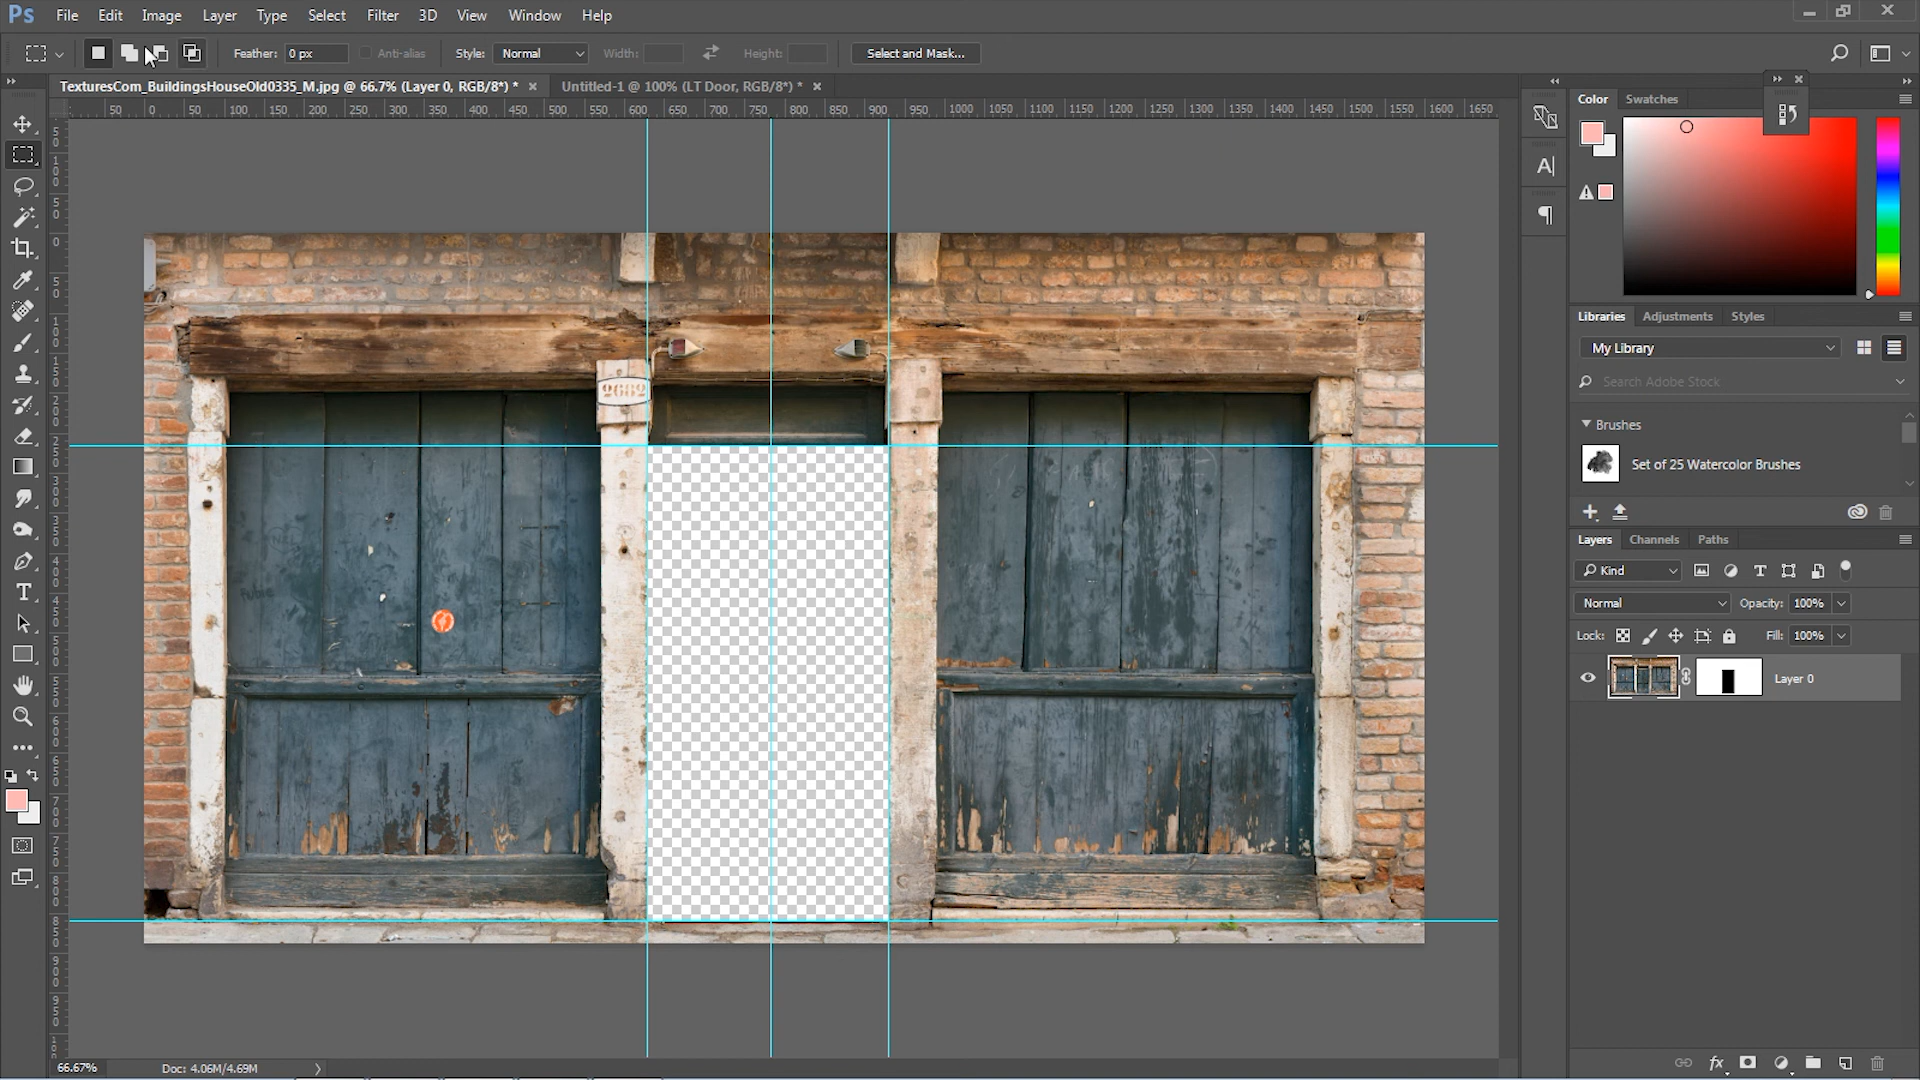 Ps File Edit Image Layer Type Select Filter 3D View Window Help
Feather: 0 px Anti-alias Style: Normal Width: Height: Select and Mask...
TexturesCom_BuildingsHouseOld0335_M.jpg @ 66.7% (Layer 0, RGB/8*) * Untitled-1 @ 100% (LT Door, RGB/8*) *
50 0 50 100 150 200 250 300 350 400 450 500 550 600 650 700 750 800 850 900 950 1000 1050 1100 1150 1200 1250 1300 1350 1400 1450 1500 1550 1600 1650
Color Swatches
Libraries Adjustments Styles
My Library
Search Adobe Stock
Brushes
Set of 25 Watercolor Brushes
Layers Channels Paths
Kind
Normal Opacity: 100%
Lock: Fill: 100%
Layer 0
fx
2682
66.67% Doc: 4.06M/4.69M